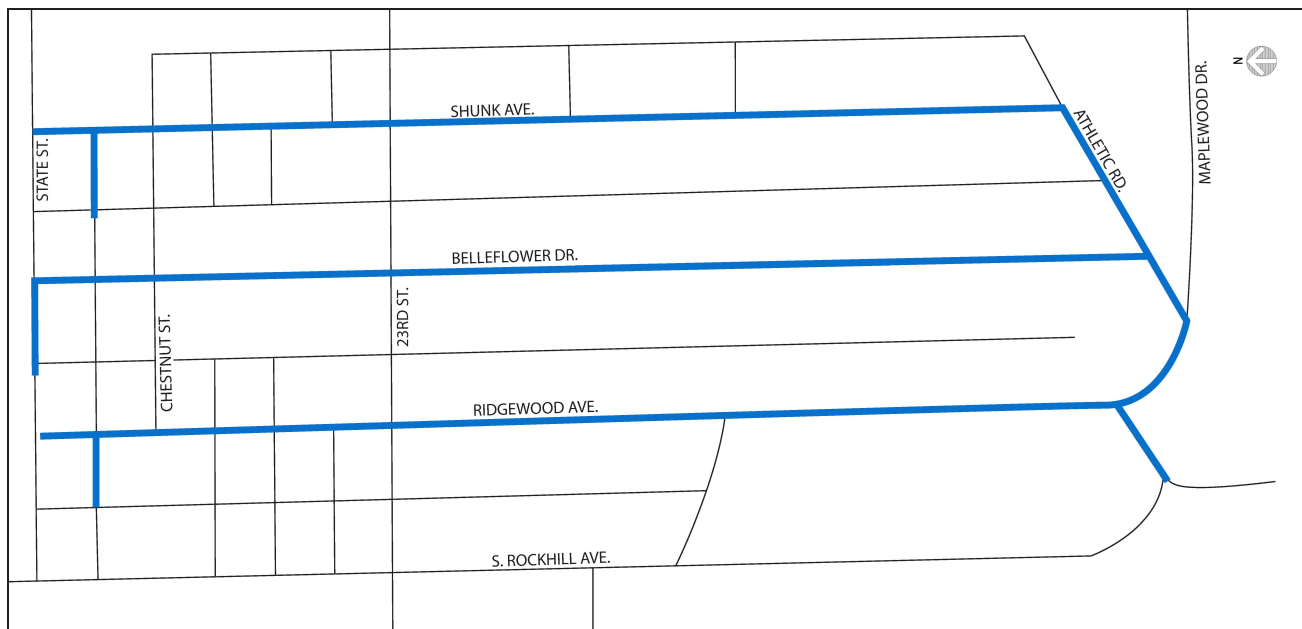 N
MAPLEWOOD DR.
SHUNK AVE.
ATHLETIC RD.
STATE ST.
BELLEFLOWER DR.
23RD ST.
CHESTNUT ST.
RIDGEWOOD AVE.
S. ROCKHILL AVE.